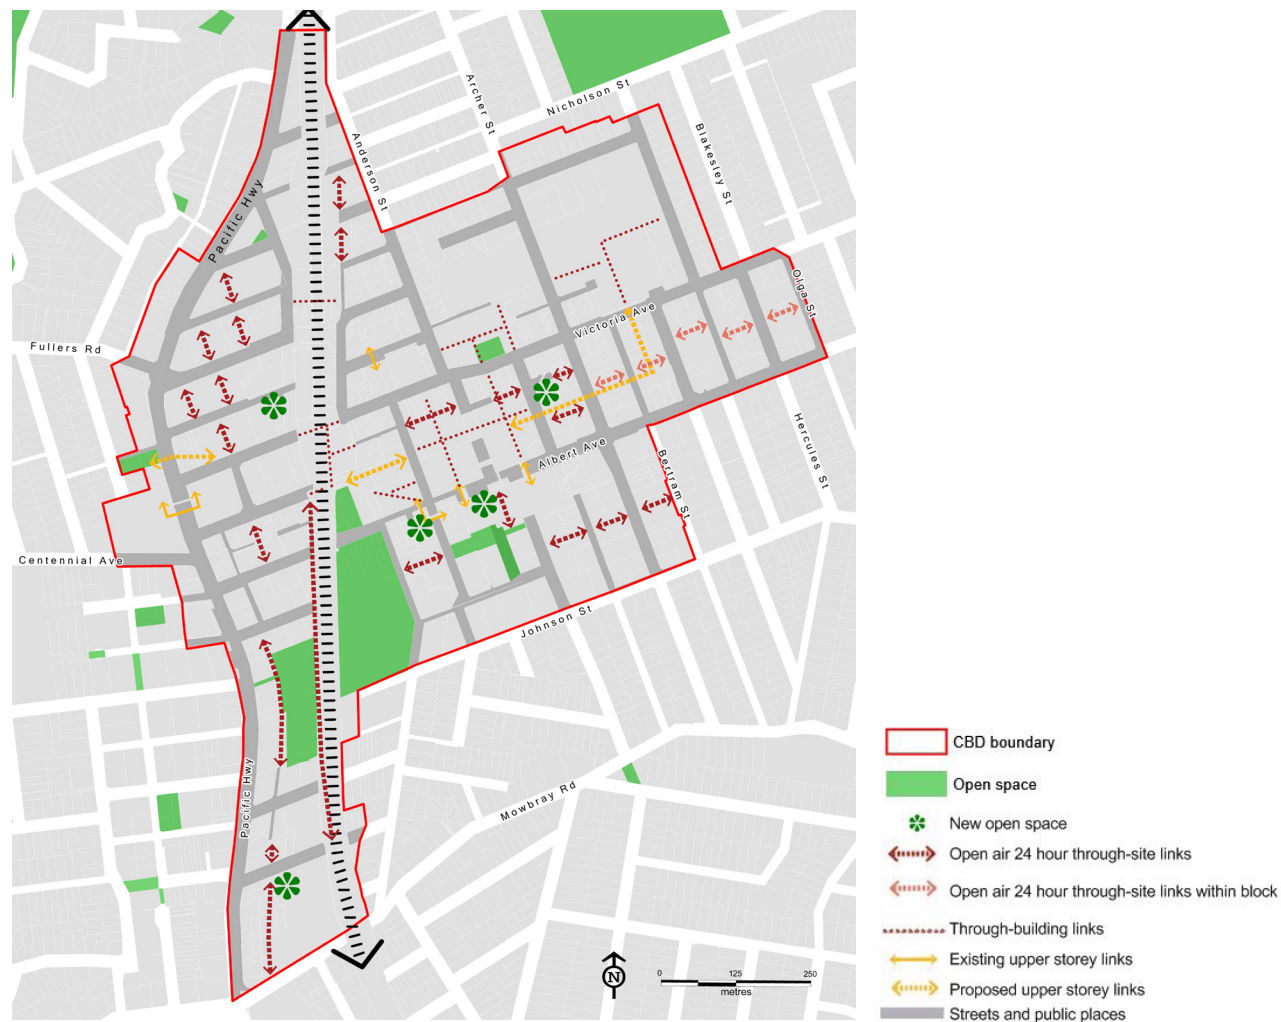 Nicholson St
Archer St
Blakesley St
Anderson St
Pacific Hwy
Olga St
Victoria Ave
Fullers Rd
Hercules St
Albert Ave
Bertram St
Centennial Ave
Johnson St
Pacific Hwy
Mowbray Rd
N
0 125 250
metres
CBD boundary
Open space
New open space
Open air 24 hour through-site links
Open air 24 hour through-site links within block
Through-building links
Existing upper storey links
Proposed upper storey links
Streets and public places